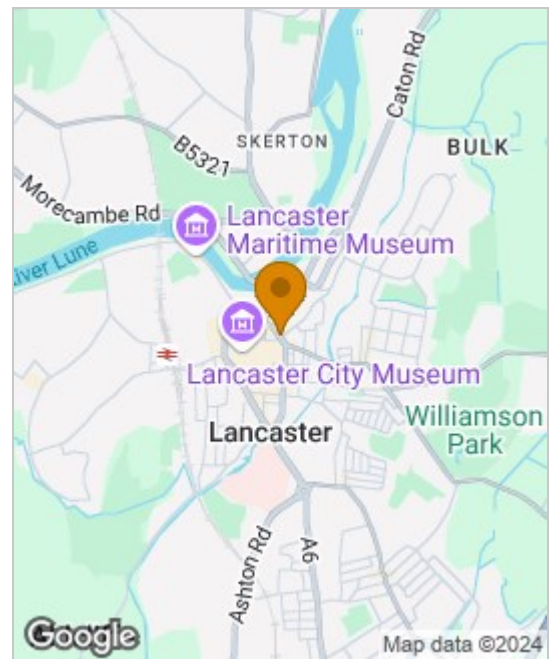 Caton Rd
SKERTON
B5321
BULK
Morecambe Rd
Lancaster
Maritime Museum
River Lune
Lancaster City Museum
Lancaster
Williamson
Park
Ashton Rd
A6
Google
Map data ©2024